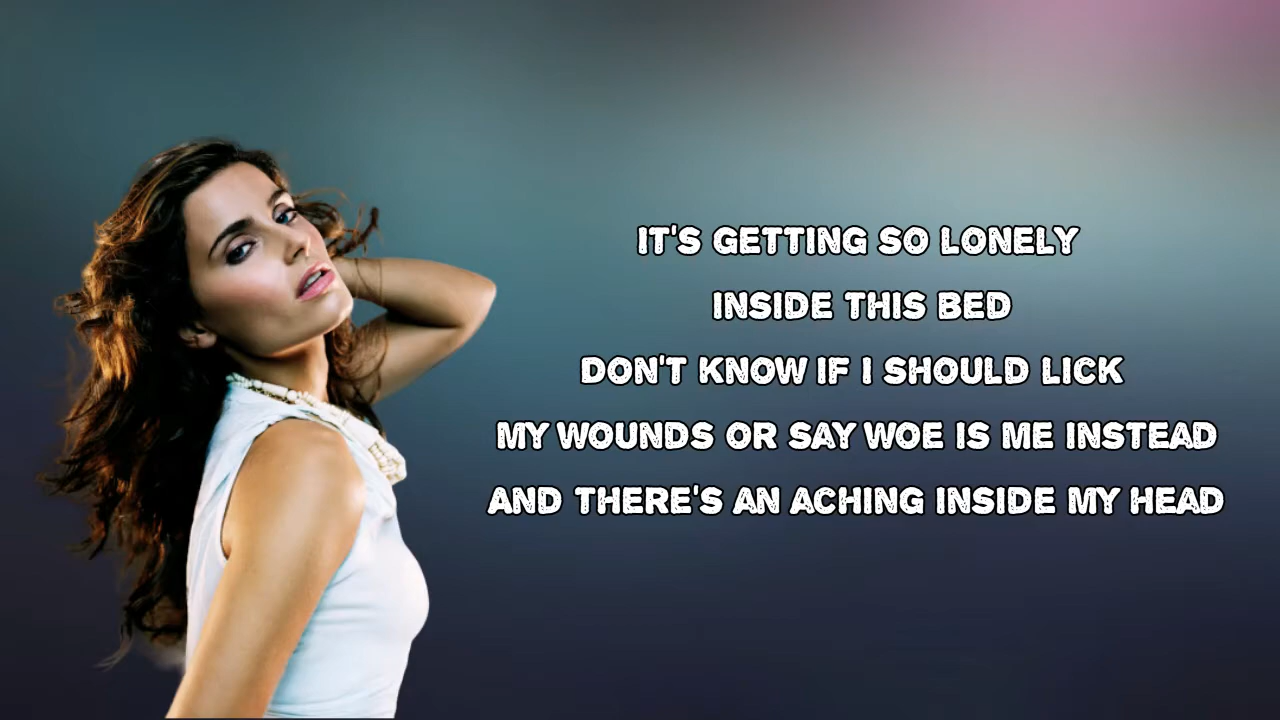 IT'S GETTING SO LONELY
INSIDE THIS BED
DON'T KNOW IF I SHOULD LICK
MY WOUNDS OR SAY WOE IS ME INSTEAD
AND THERE'S AN ACHING INSIDE MY HEAD